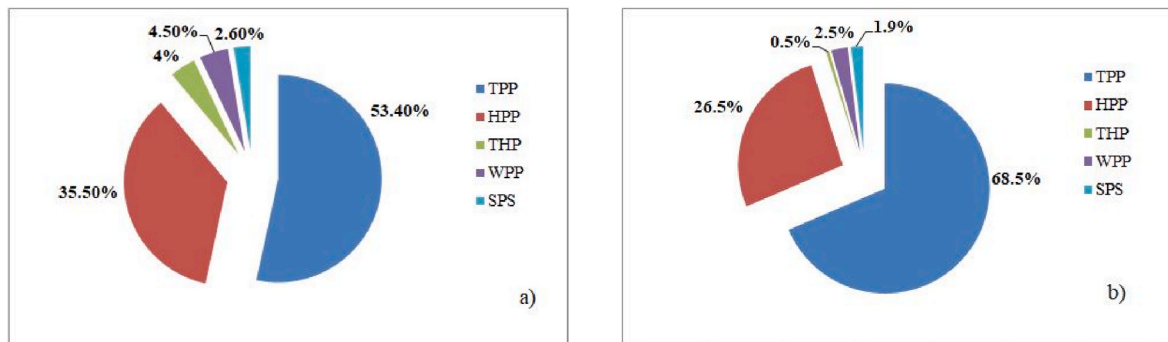 4.50%
2.60%
4%
53.40%
35.50%
TPP
HPP
THP
WPP
SPS
a)
1.9%
2.5%
0.5%
26.5%
68.5%
TPP
HPP
THP
WPP
SPS
b)